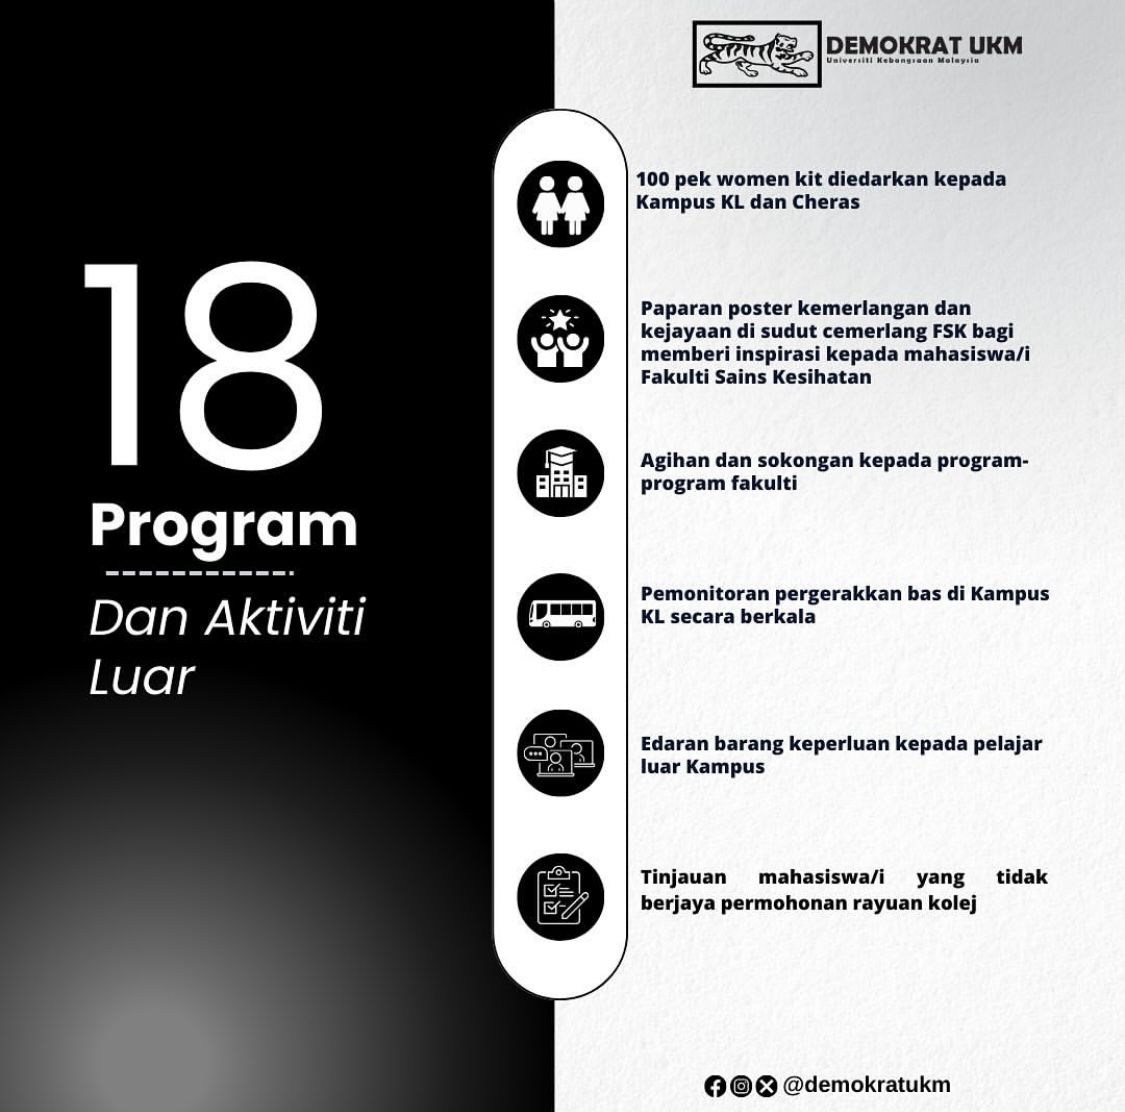 DEMOKRAT UKM
Universiti Kebangsaan Malaysia
18
Program
Dan Aktiviti
Luar
100 pek women kit diedarkan kepada
Kampus KL dan Cheras
Paparan poster kemerlangan dan
kejayaan di sudut cemerlang FSK bagi
memberi inspirasi kepada mahasiswa/i
Fakulti Sains Kesihatan
Agihan dan sokongan kepada program-
program fakulti
Pemonitoran pergerakkan bas di Kampus
KL secara berkala
Edaran barang keperluan kepada pelajar
luar Kampus
Tinjauan mahasiswa/i yang tidak
berjaya permohonan rayuan kolej
@demokratukm